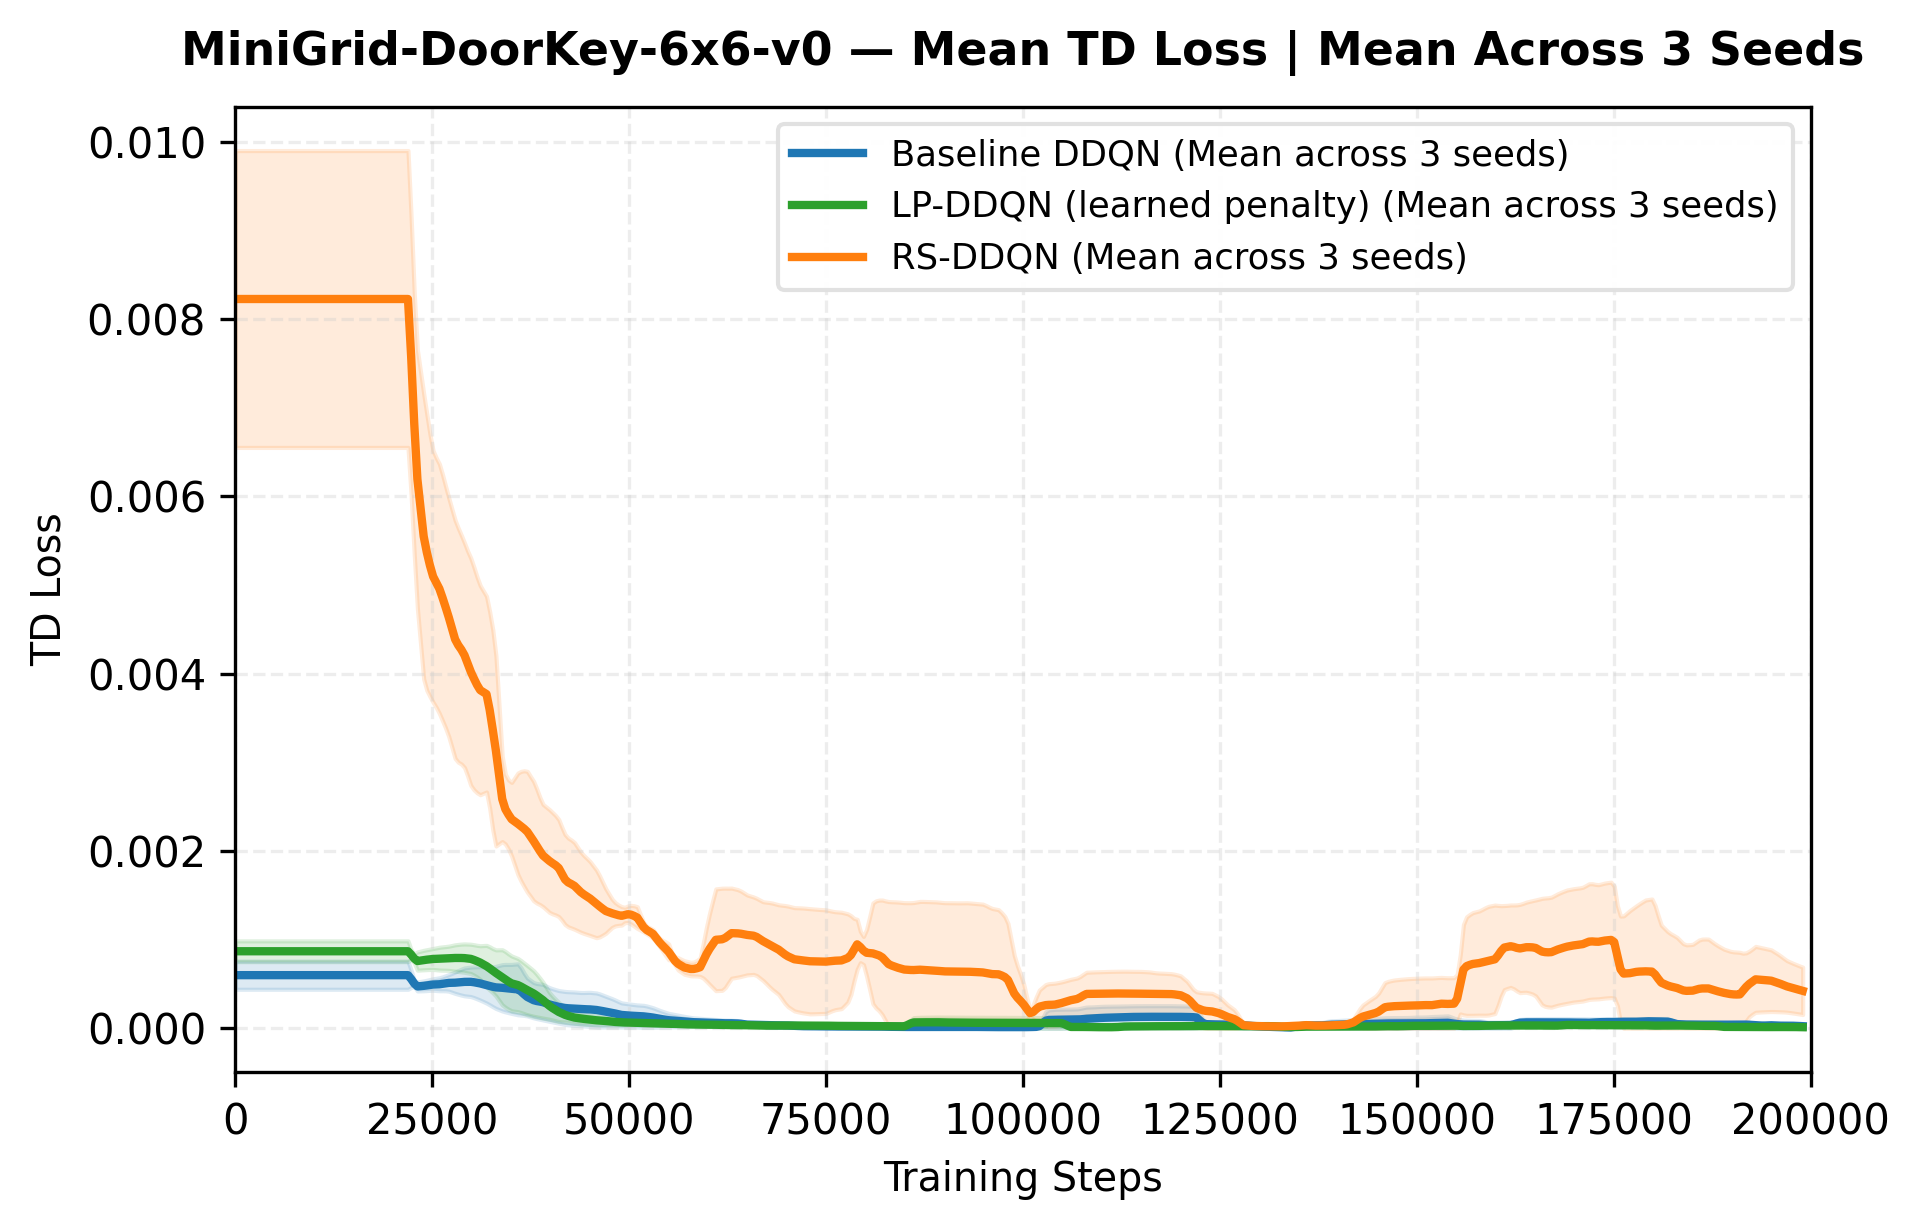 MiniGrid-DoorKey-6x6-v0 — Mean TD Loss | Mean Across 3 Seeds
Baseline DDQN (Mean across 3 seeds)
LP-DDQN (learned penalty) (Mean across 3 seeds)
RS-DDQN (Mean across 3 seeds)
TD Loss
0.010
0.008
0.006
0.004
0.002
0.000
0 25000 50000 75000 100000 125000 150000 175000 200000
Training Steps